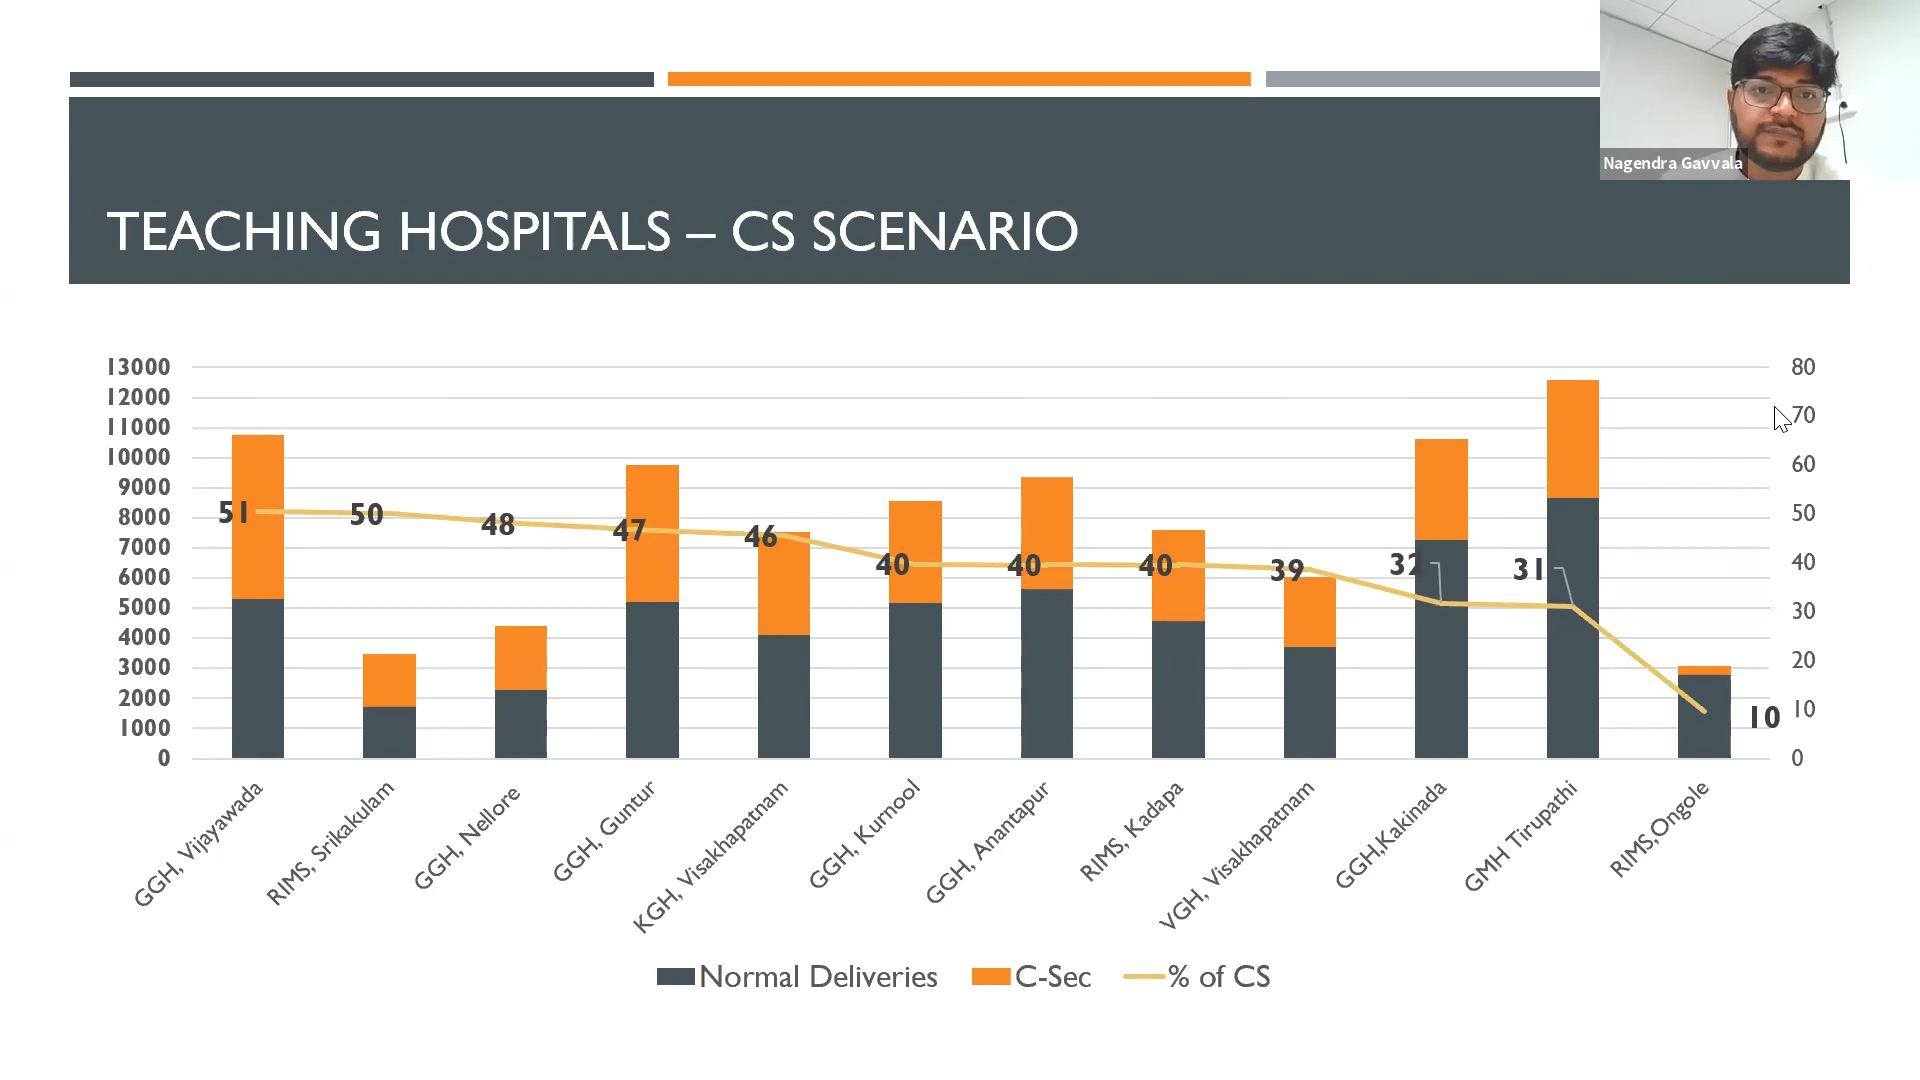 Nagendra Gavvala
TEACHING HOSPITALS – CS SCENARIO
13000
12000
11000
10000
9000
8000
7000
6000
5000
4000
3000
2000
1000
0
80
70
60
50
40
30
20
10
0
51
50
48
47
46
40
40
40
39
32
31
10
GGH, Vijayawada
RIMS, Srikakulam
GGH, Nellore
GGH, Guntur
KGH, Visakhapatnam
GGH, Kurnool
GGH, Anantapur
RIMS, Kadapa
VGH, Visakhapatnam
GGH,Kakinada
GMH Tirupathi
RIMS,Ongole
Normal Deliveries C-Sec % of CS